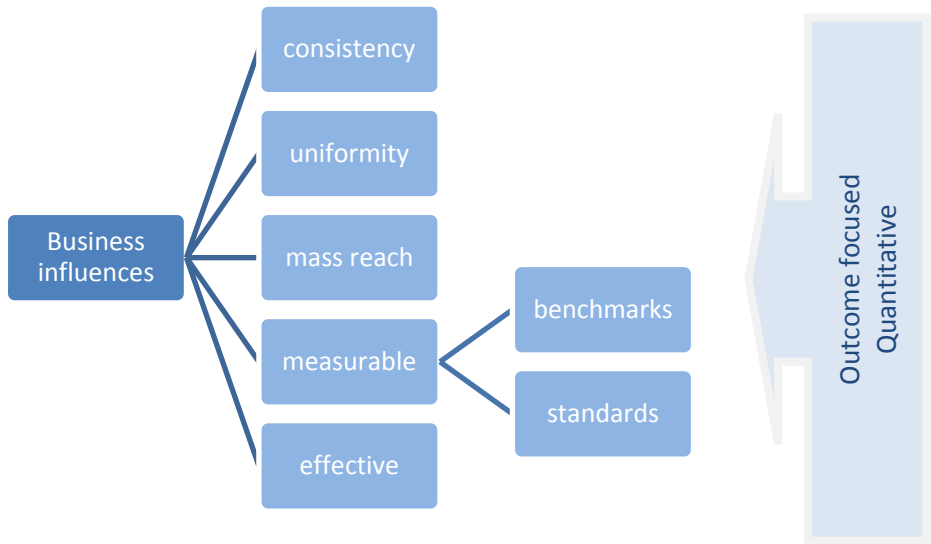 consistency
uniformity
Business
influences
mass reach
benchmarks
measurable
standards
effective
Outcome focused
Quantitative